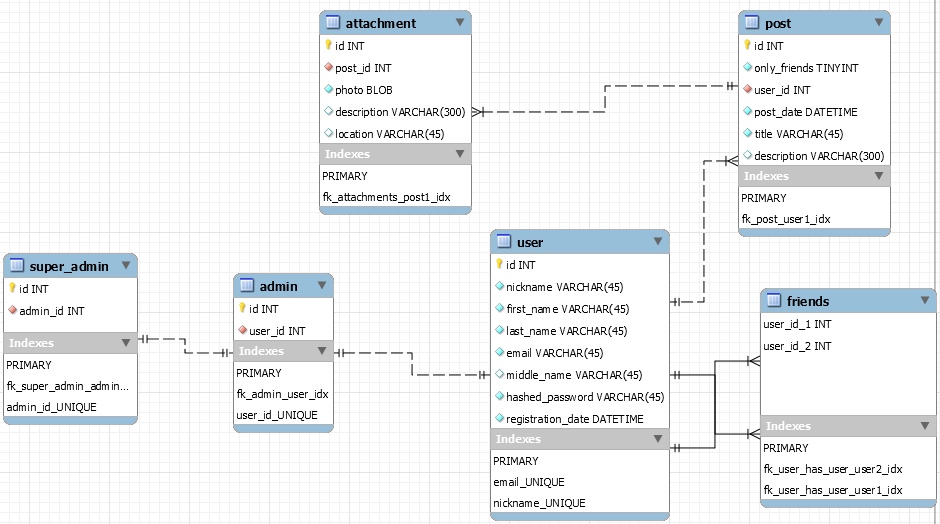 attachment
id INT
post_id INT
photo BLOB
description VARCHAR(300)
location VARCHAR(45)
Indexes
PRIMARY
fk_attachments_post1_idx
post
id INT
only_friends TINYINT
user_id INT
post_date DATETIME
title VARCHAR(45)
description VARCHAR(300)
Indexes
PRIMARY
fk_post_user1_idx
super_admin
id INT
admin_id INT
Indexes
PRIMARY
fk_super_admin_admin...
admin_id_UNIQUE
admin
id INT
user_id INT
Indexes
PRIMARY
fk_admin_user_idx
user_id_UNIQUE
user
id INT
nickname VARCHAR(45)
first_name VARCHAR(45)
last_name VARCHAR(45)
email VARCHAR(45)
middle_name VARCHAR(45)
hashed_password VARCHAR(45)
registration_date DATETIME
Indexes
PRIMARY
email_UNIQUE
nickname_UNIQUE
friends
user_id_1 INT
user_id_2 INT
Indexes
PRIMARY
fk_user_has_user_user2_idx
fk_user_has_user_user1_idx